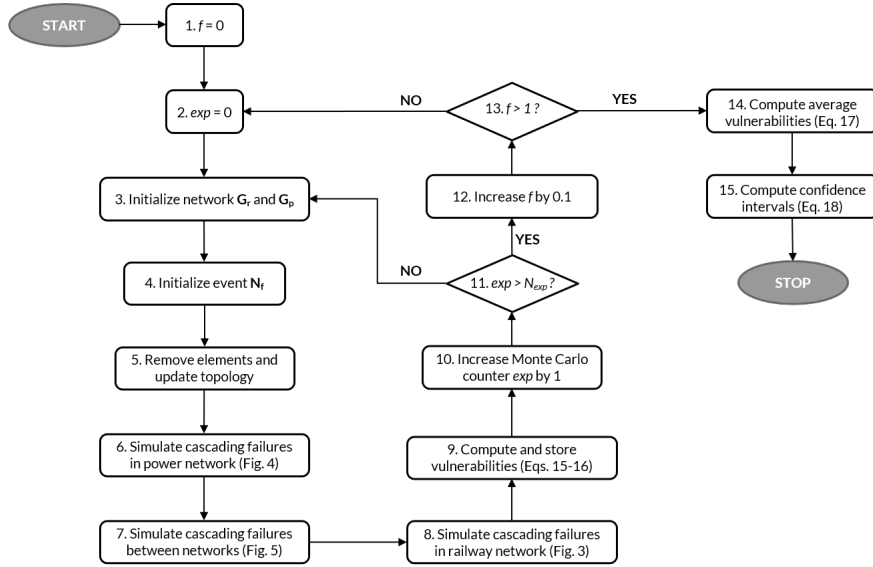 START
1. f = 0
2. exp = 0
3. Initialize network Gr and Gp
4. Initialize event Nf
5. Remove elements and
update topology
6. Simulate cascading failures
in power network (Fig. 4)
7. Simulate cascading failures
between networks (Fig. 5)
8. Simulate cascading failures
in railway network (Fig. 3)
9. Compute and store
vulnerabilities (Eqs. 15-16)
10. Increase Monte Carlo
counter exp by 1
11. exp > Nexp?
NO
YES
12. Increase f by 0.1
13. f > 1 ?
NO
YES
14. Compute average
vulnerabilities (Eq. 17)
15. Compute confidence
intervals (Eq. 18)
STOP